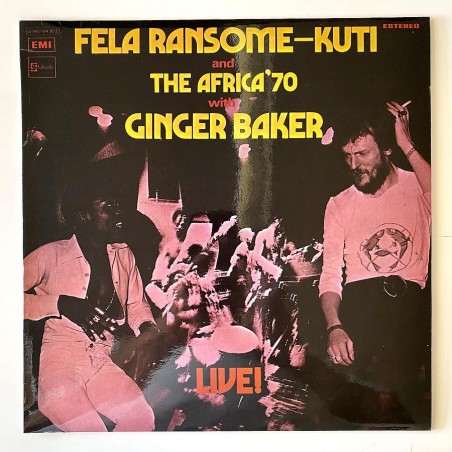 ESTEREO
EMI
FELA RANSOME-KUTI
and
THE AFRICA'70
with
GINGER BAKER
LIVE!